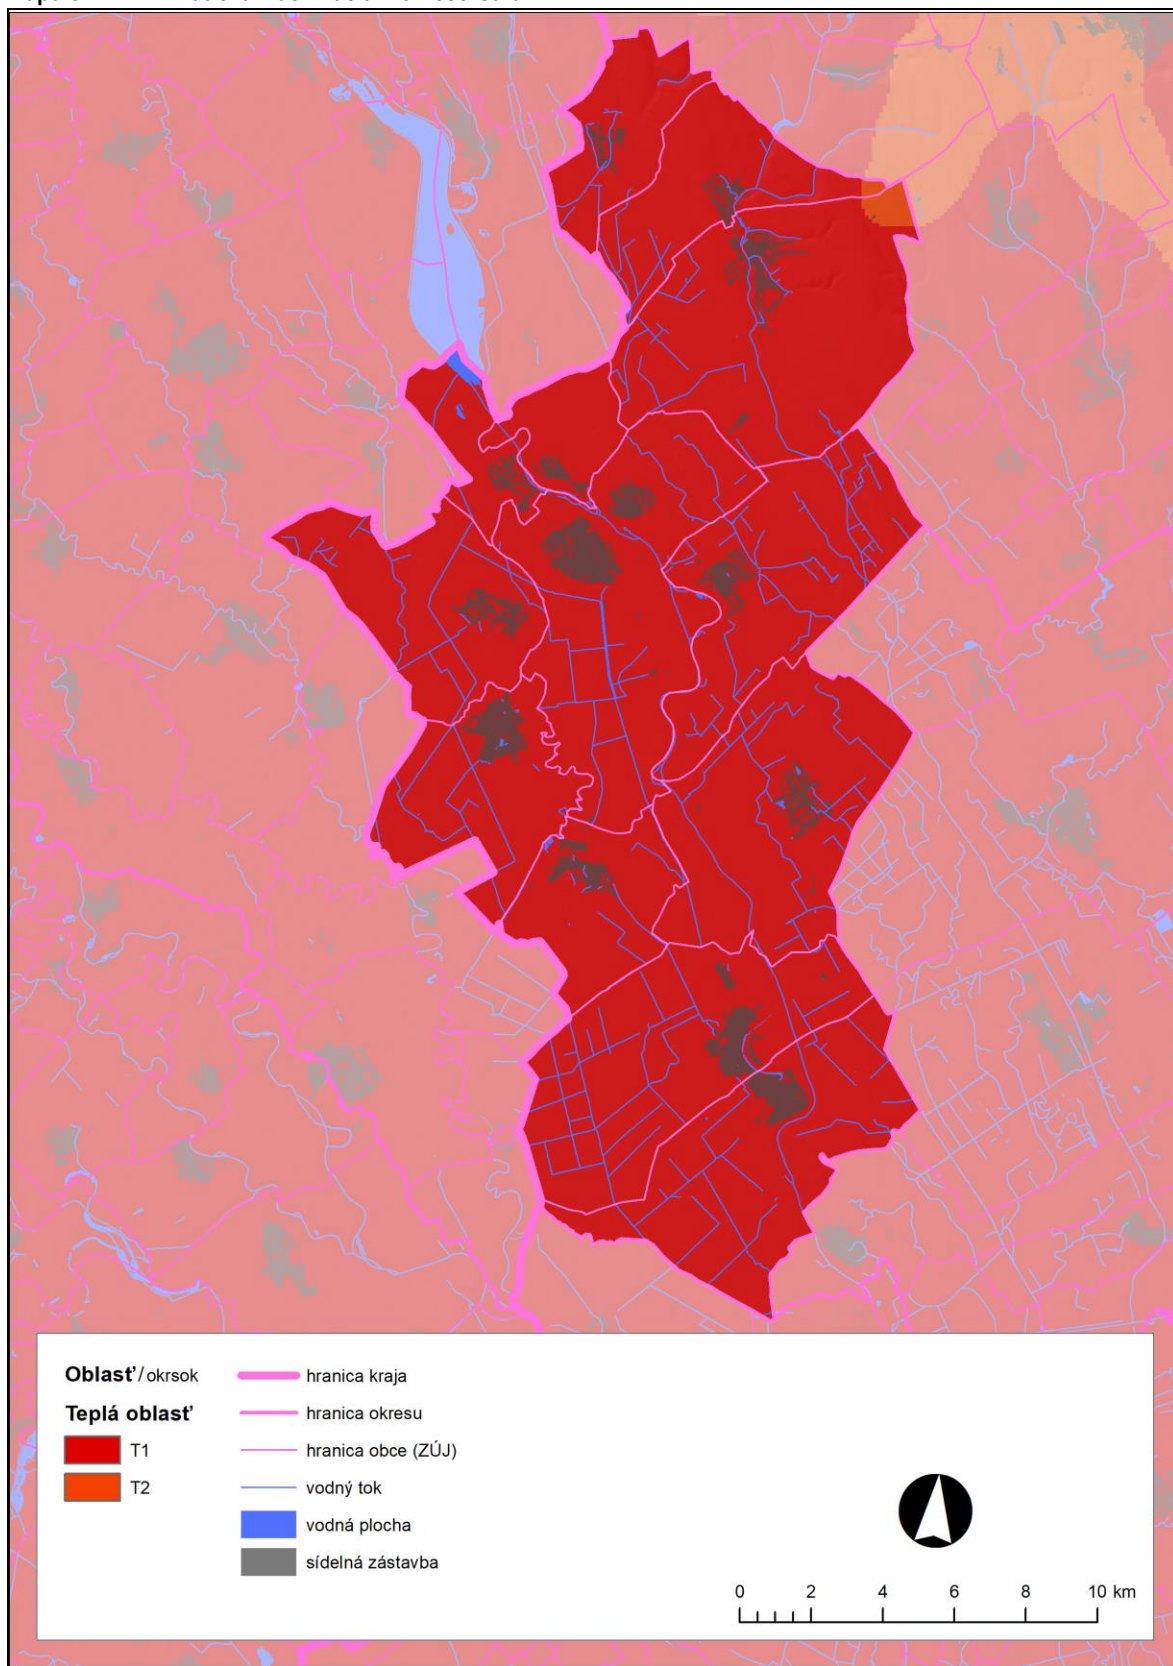 Oblasť/okrsok
Teplá oblasť
T1
T2
hranica kraja
hranica okresu
hranica obce (ZÚJ)
vodný tok
vodná plocha
sídelná zástavba
0 2 4 6 8 10 km